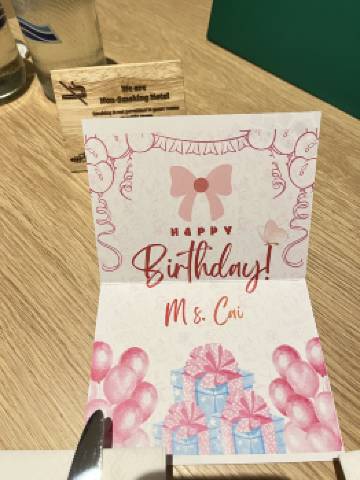 We are
Non-Smoking Hotel
HAPPY
Birthday!
Ms. Cai